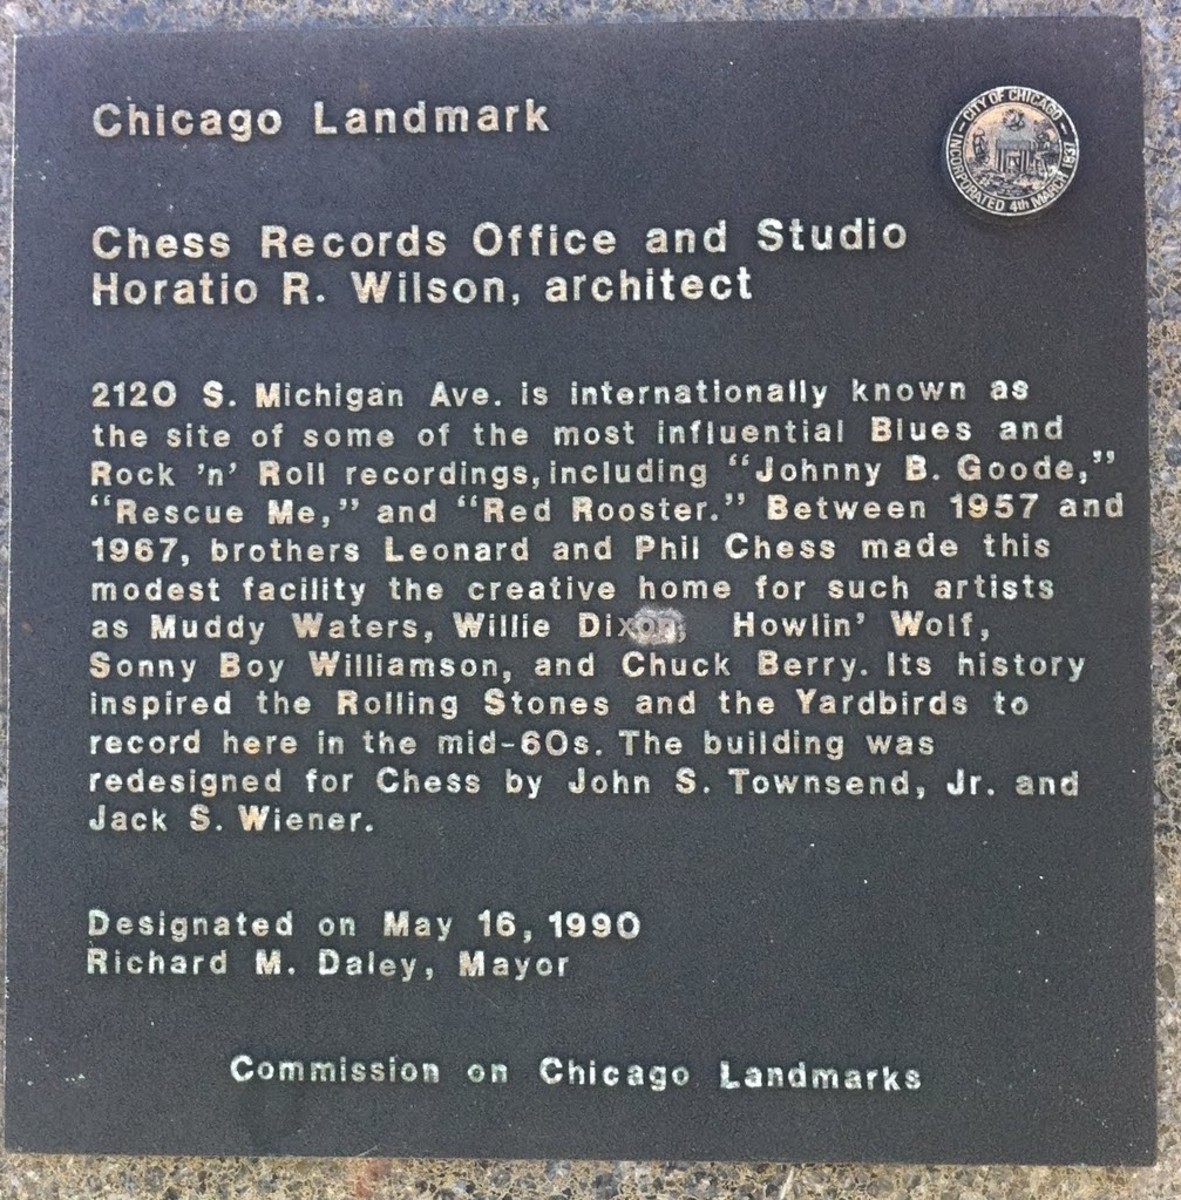 Chicago Landmark
CITY OF CHICAGO
INCORPORATED 4th MARCH 1837
Chess Records Office and Studio
Horatio R. Wilson, architect
2120 S. Michigan Ave. is internationally known as
the site of some of the most influential Blues and
Rock 'n' Roll recordings, including “Johnny B. Goode,”
“Rescue Me,” and “Red Rooster.” Between 1957 and
1967, brothers Leonard and Phil Chess made this
modest facility the creative home for such artists
as Muddy Waters, Willie Dixon, Howlin' Wolf,
Sonny Boy Williamson, and Chuck Berry. Its history
inspired the Rolling Stones and the Yardbirds to
record here in the mid-60s. The building was
redesigned for Chess by John S. Townsend, Jr. and
Jack S. Wiener.
Designated on May 16, 1990
Richard M. Daley, Mayor
Commission on Chicago Landmarks